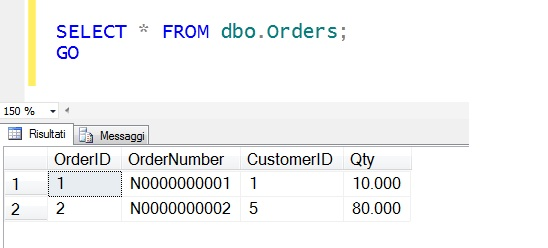 SELECT * FROM dbo.Orders;
GO
150 %
Risultati Messaggi
OrderID OrderNumber CustomerID Qty
1 1 N0000000001 1 10.000
2 2 N0000000002 5 80.000